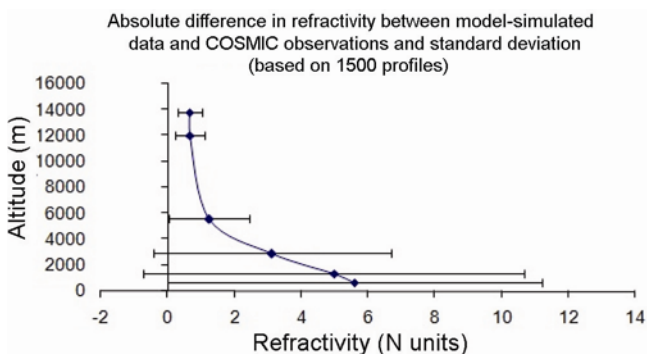 Absolute difference in refractivity between model-simulated
data and COSMIC observations and standard deviation
(based on 1500 profiles)
16000
14000
12000
10000
8000
6000
4000
2000
0
Altitude (m)
-2 0 2 4 6 8 10 12 14
Refractivity (N units)